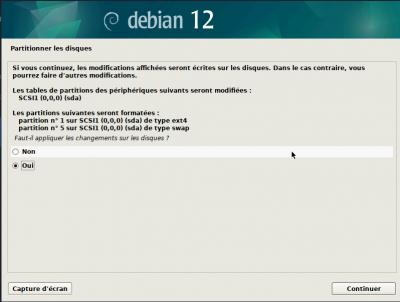 debian 12
Partitionner les disques
Si vous continuez, les modifications affichées seront écrites sur les disques. Dans le cas contraire, vous
pourrez faire d'autres modifications.
Les tables de partitions des périphériques suivants seront modifiées :
SCSI1 (0,0,0) (sda)
Les partitions suivantes seront formatées :
partition n° 1 sur SCSI1 (0,0,0) (sda) de type ext4
partition n° 5 sur SCSI1 (0,0,0) (sda) de type swap
Faut-il appliquer les changements sur les disques ?
Non
Oui
Capture d'écran
Continuer